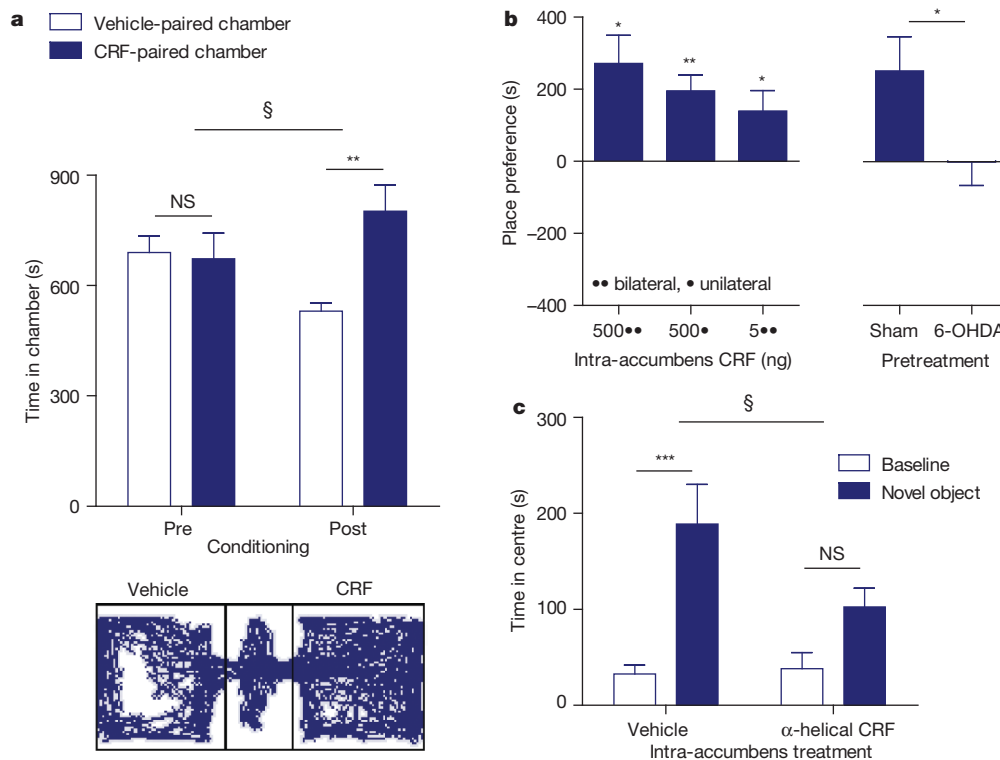 a
Vehicle-paired chamber
CRF-paired chamber
§
**
NS
900
600
300
0
Time in chamber (s)
Pre
Post
Conditioning
Vehicle
CRF
b
400
200
0
–200
–400
Place preference (s)
*
**
*
*
•• bilateral, • unilateral
500••
500•
5••
Intra-accumbens CRF (ng)
Sham
6-OHDA
Pretreatment
c
300
200
100
0
Time in centre (s)
§
***
NS
Baseline
Novel object
Vehicle
α-helical CRF
Intra-accumbens treatment